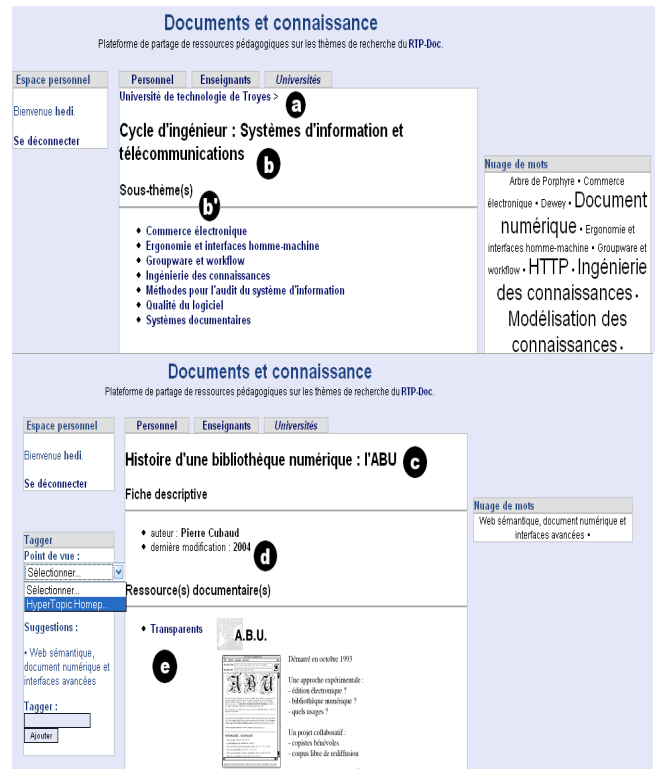 Documents et connaissance
Plateforme de partage de ressources pédagogiques sur les thèmes de recherche du RTP-Doc.
Espace personnel
Bienvenue hedi.
Se déconnecter
Personnel Enseignants Universités
Université de technologie de Troyes > a
Cycle d'ingénieur : Systèmes d'information et
télécommunications b
Sous-thème(s) b'
Commerce électronique
Ergonomie et interfaces homme-machine
Groupware et workflow
Ingénierie des connaissances
Méthodes pour l'audit du système d'information
Qualité du logiciel
Systèmes documentaires
Nuage de mots
Arbre de Porphyre • Commerce
électronique • Dewey • Document
numérique • Ergonomie et
interfaces homme-machine • Groupware et
workflow • HTTP • Ingénierie
des connaissances •
Modélisation des
connaissances •
Documents et connaissance
Plateforme de partage de ressources pédagogiques sur les thèmes de recherche du RTP-Doc.
Espace personnel
Bienvenue hedi.
Se déconnecter
Tagger
Point de vue :
Sélectionner...
Sélectionner...
HyperTopic Homep...
Suggestions :
• Web sémantique,
document numérique et
interfaces avancées
Tagger :
Ajouter
Personnel Enseignants Universités
Histoire d'une bibliothèque numérique : l'ABU c
Fiche descriptive
auteur : Pierre Cubaud
dernière modification : 2004 d
Ressource(s) documentaire(s)
Transparents
e
A.B.U.
ABU
Démarré en octobre 1993
Une approche expérimentale :
- édition électronique ?
- bibliothèque numérique ?
- quels usages ?
Un projet collaboratif :
- copistes bénévoles
- corpus libre de rediffusion
Nuage de mots
Web sémantique, document numérique et
interfaces avancées •